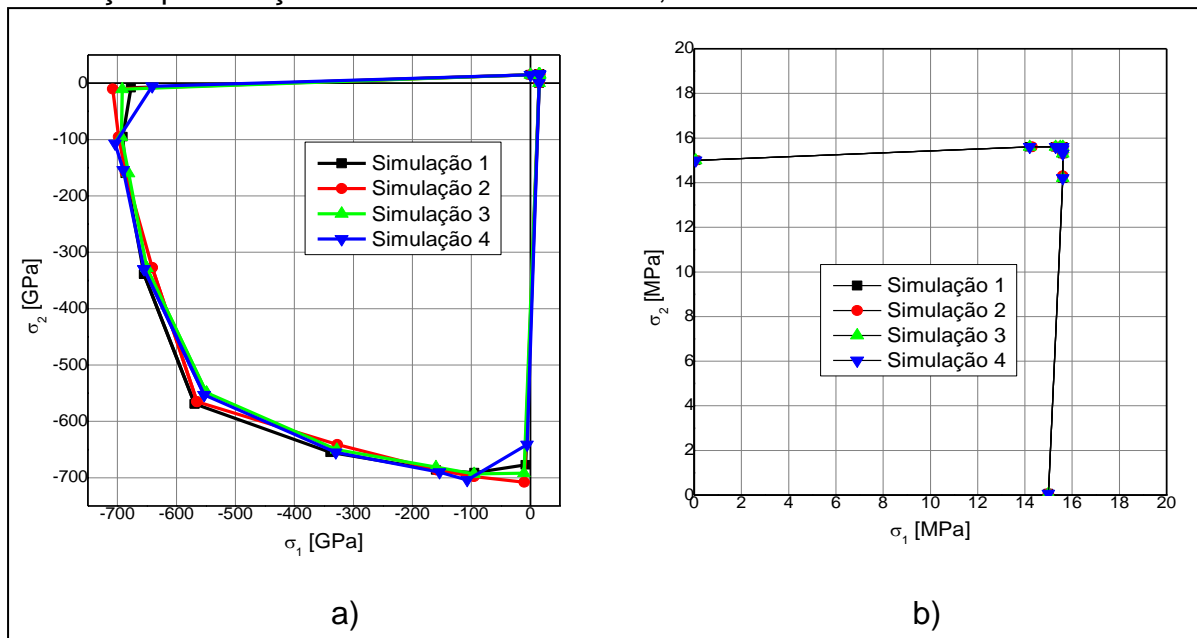 a)
0
-100
-200
-300
-400
-500
-600
-700
σ2 [GPa]
-700 -600 -500 -400 -300 -200 -100 0
σ1 [GPa]
Simulação 1
Simulação 2
Simulação 3
Simulação 4
b)
20
18
16
14
12
10
8
6
4
2
0
σ2 [MPa]
0 2 4 6 8 10 12 14 16 18 20
σ1 [MPa]
Simulação 1
Simulação 2
Simulação 3
Simulação 4